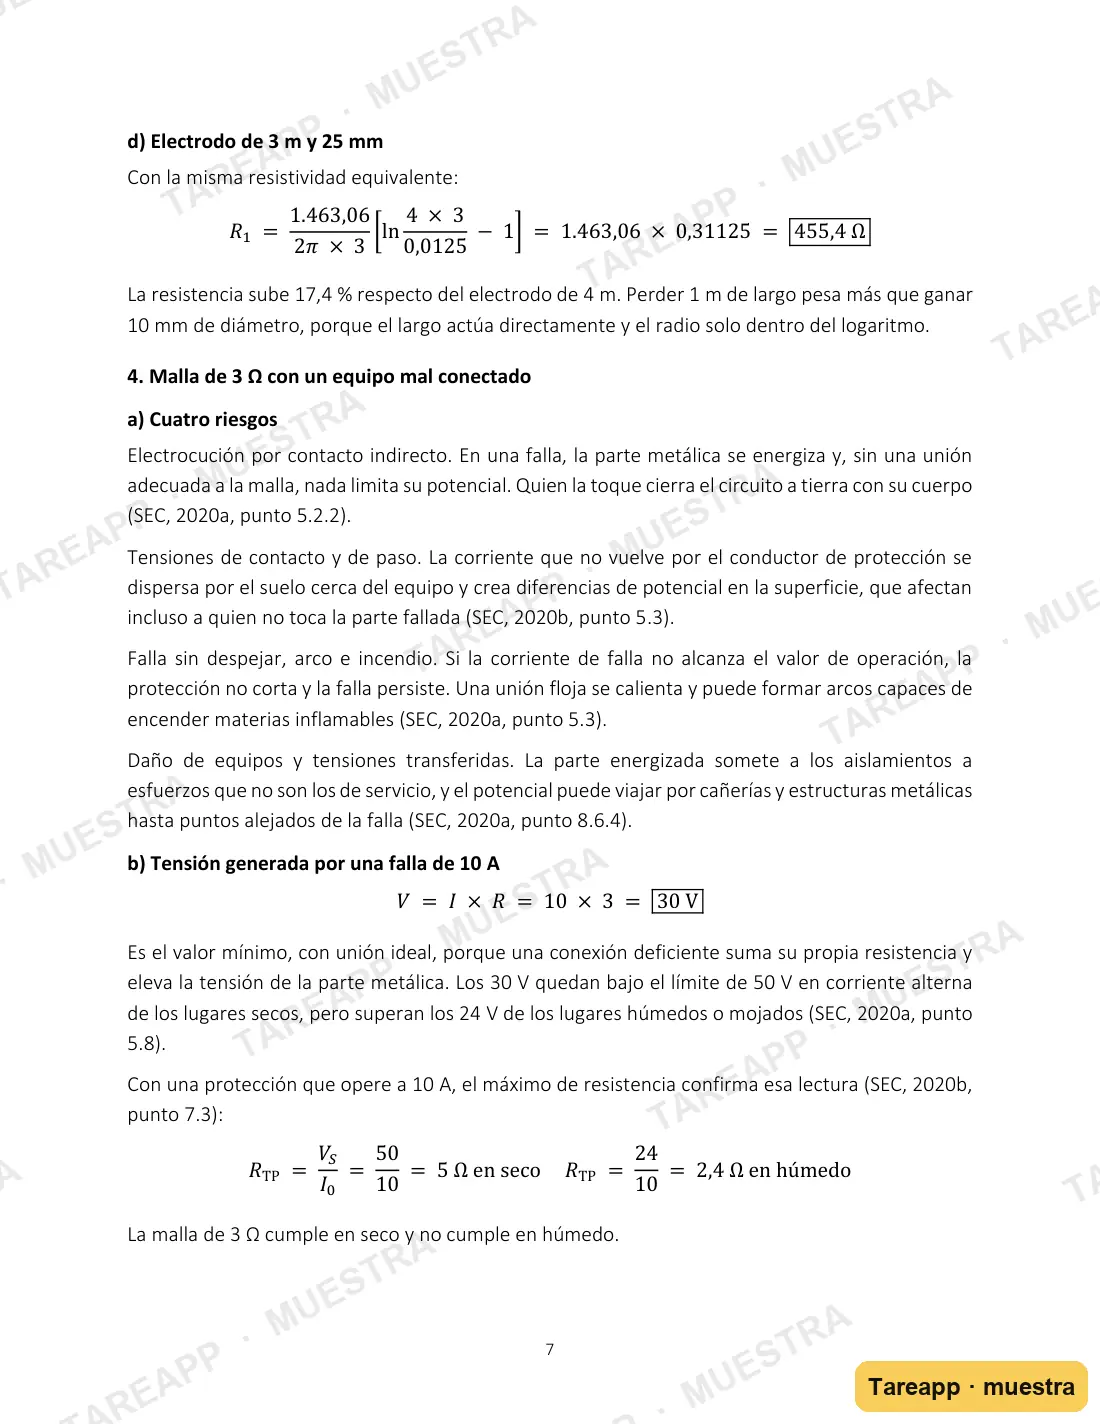 d) Electrodo de 3 m y 25 mm
Con la misma resistividad equivalente:
R₁ = 1.463,06 / 2π × 3 [ln 4 × 3 / 0,0125 − 1] = 1.463,06 × 0,31125 = 455,4 Ω
La resistencia sube 17,4 % respecto del electrodo de 4 m. Perder 1 m de largo pesa más que ganar
10 mm de diámetro, porque el largo actúa directamente y el radio solo dentro del logaritmo.
4. Malla de 3 Ω con un equipo mal conectado
a) Cuatro riesgos
Electrocución por contacto indirecto. En una falla, la parte metálica se energiza y, sin una unión
adecuada a la malla, nada limita su potencial. Quien la toque cierra el circuito a tierra con su cuerpo
(SEC, 2020a, punto 5.2.2).
Tensiones de contacto y de paso. La corriente que no vuelve por el conductor de protección se
dispersa por el suelo cerca del equipo y crea diferencias de potencial en la superficie, que afectan
incluso a quien no toca la parte fallada (SEC, 2020b, punto 5.3).
Falla sin despejar, arco e incendio. Si la corriente de falla no alcanza el valor de operación, la
protección no corta y la falla persiste. Una unión floja se calienta y puede formar arcos capaces de
encender materias inflamables (SEC, 2020a, punto 5.3).
Daño de equipos y tensiones transferidas. La parte energizada somete a los aislamientos a
esfuerzos que no son los de servicio, y el potencial puede viajar por cañerías y estructuras metálicas
hasta puntos alejados de la falla (SEC, 2020a, punto 8.6.4).
b) Tensión generada por una falla de 10 A
V = I × R = 10 × 3 = 30 V
Es el valor mínimo, con unión ideal, porque una conexión deficiente suma su propia resistencia y
eleva la tensión de la parte metálica. Los 30 V quedan bajo el límite de 50 V en corriente alterna
de los lugares secos, pero superan los 24 V de los lugares húmedos o mojados (SEC, 2020a, punto
5.8).
Con una protección que opere a 10 A, el máximo de resistencia confirma esa lectura (SEC, 2020b,
punto 7.3):
R_TP = V_S / I₀ = 50 / 10 = 5 Ω en seco R_TP = 24 / 10 = 2,4 Ω en húmedo
La malla de 3 Ω cumple en seco y no cumple en húmedo.
7
Tareapp · muestra
TAREAPP · MUESTRA